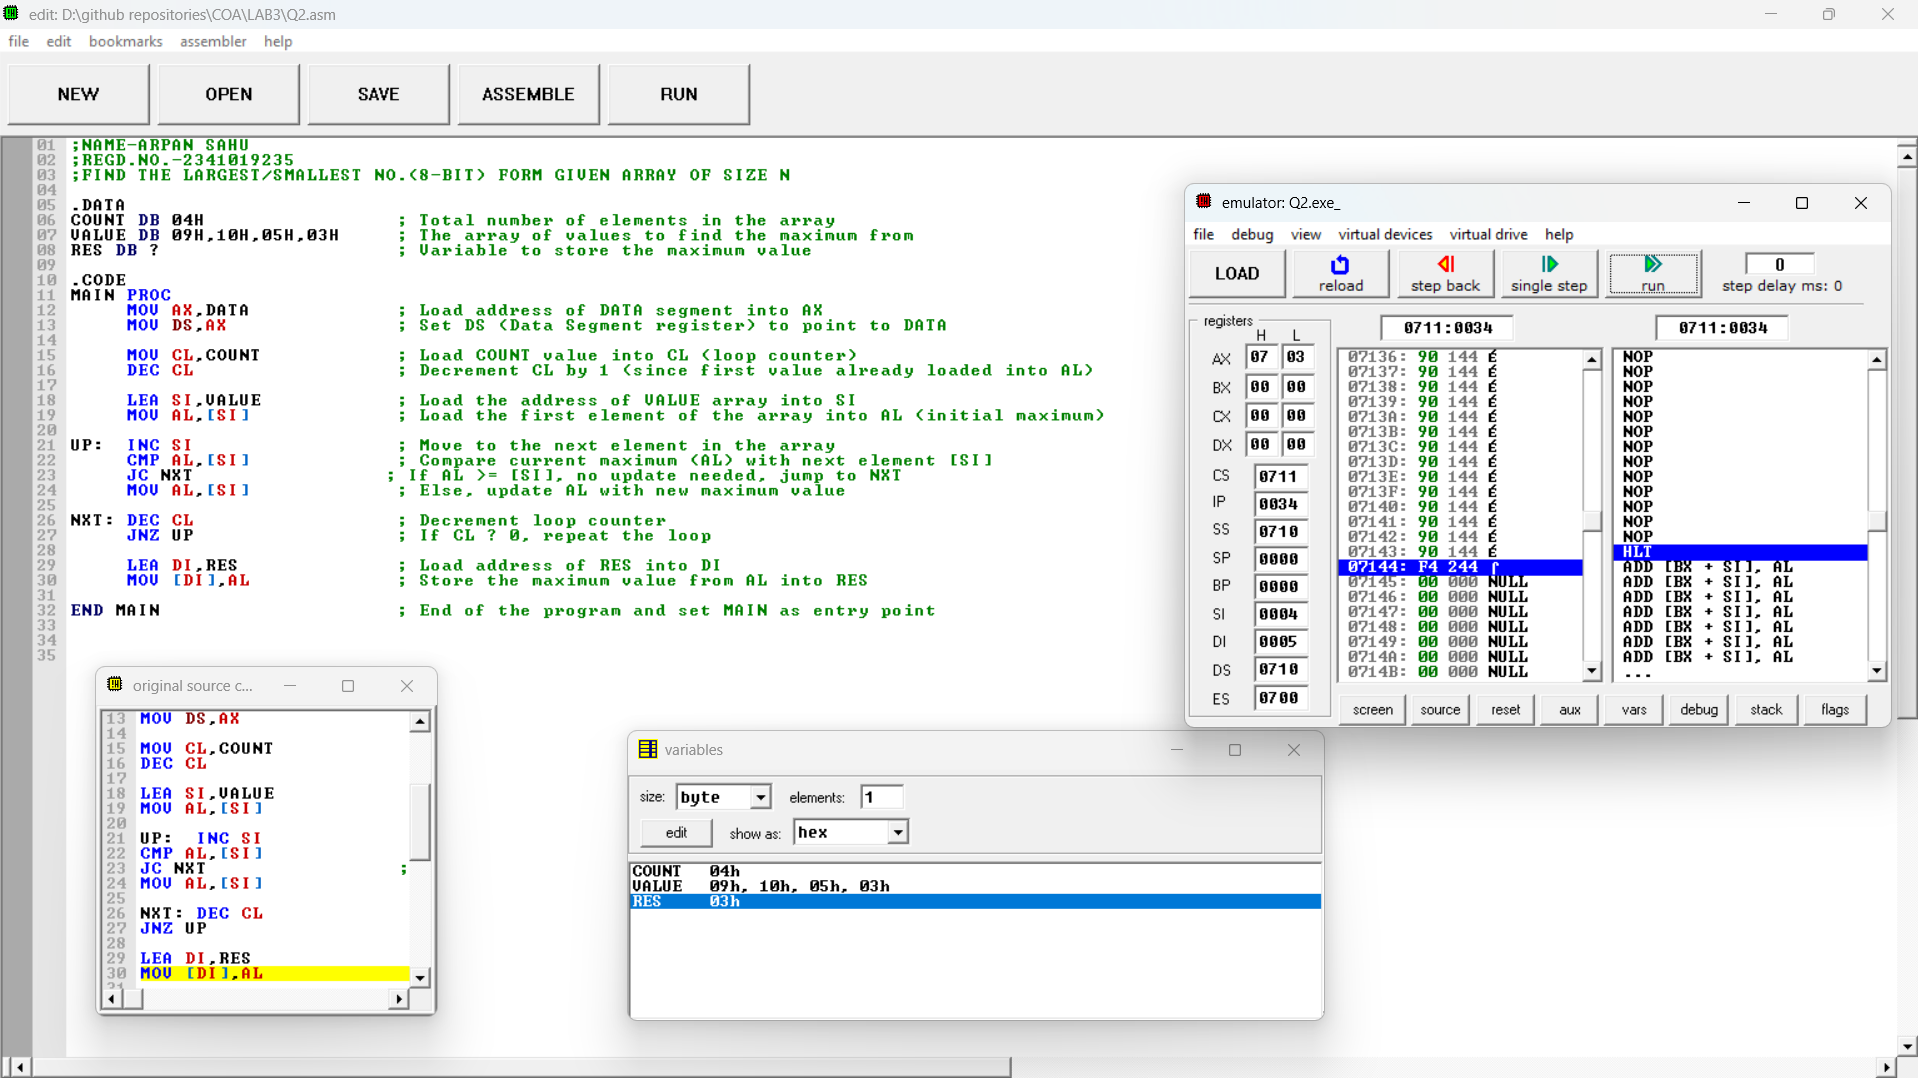 edit: D:\github repositories\COA\LAB3\Q2.asm
file edit bookmarks assembler help
NEW OPEN SAVE ASSEMBLE RUN
01 ;NAME-ARPAN SAHU
02 ;REGD.NO.-2341019235
03 ;FIND THE LARGEST/SMALLEST NO.(8-BIT) FORM GIVEN ARRAY OF SIZE N
04
05 .DATA
06 COUNT DB 04H ; Total number of elements in the array
07 VALUE DB 09H,10H,05H,03H ; The array of values to find the maximum from
08 RES DB ? ; Variable to store the maximum value
09
10 .CODE
11 MAIN PROC
12 MOV AX,DATA ; Load address of DATA segment into AX
13 MOV DS,AX ; Set DS (Data Segment register) to point to DATA
14
15 MOV CL,COUNT ; Load COUNT value into CL (loop counter)
16 DEC CL ; Decrement CL by 1 (since first value already loaded into AL)
17
18 LEA SI,VALUE ; Load the address of VALUE array into SI
19 MOV AL,[SI] ; Load the first element of the array into AL (initial maximum)
20
21 UP: INC SI ; Move to the next element in the array
22 CMP AL,[SI] ; Compare current maximum (AL) with next element [SI]
23 JC NXT ; If AL >= [SI], no update needed, jump to NXT
24 MOV AL,[SI] ; Else, update AL with new maximum value
25
26 NXT: DEC CL ; Decrement loop counter
27 JNZ UP ; If CL ? 0, repeat the loop
28
29 LEA DI,RES ; Load address of RES into DI
30 MOV [DI],AL ; Store the maximum value from AL into RES
31
32 END MAIN ; End of the program and set MAIN as entry point
33
34
35
emulator: Q2.exe_
file debug view virtual devices virtual drive help
LOAD reload step back single step run 0
step delay ms: 0
registers
H L
AX 07 03
BX 00 00
CX 00 00
DX 00 00
CS 0711
IP 0034
SS 0710
SP 0000
BP 0000
SI 0004
DI 0005
DS 0710
ES 0700
0711:0034
07136: 90 144 É
07137: 90 144 É
07138: 90 144 É
07139: 90 144 É
0713A: 90 144 É
0713B: 90 144 É
0713C: 90 144 É
0713D: 90 144 É
0713E: 90 144 É
0713F: 90 144 É
07140: 90 144 É
07141: 90 144 É
07142: 90 144 É
07143: 90 144 É
07144: F4 244 ⌠
07145: 00 000 NULL
07146: 00 000 NULL
07147: 00 000 NULL
07148: 00 000 NULL
07149: 00 000 NULL
0714A: 00 000 NULL
0714B: 00 000 NULL
0711:0034
NOP
NOP
NOP
NOP
NOP
NOP
NOP
NOP
NOP
NOP
NOP
NOP
NOP
HLT
ADD [BX + SI], AL
ADD [BX + SI], AL
ADD [BX + SI], AL
ADD [BX + SI], AL
ADD [BX + SI], AL
ADD [BX + SI], AL
ADD [BX + SI], AL
...
screen source reset aux vars debug stack flags
original source c...
13 MOV DS,AX
14
15 MOV CL,COUNT
16 DEC CL
17
18 LEA SI,VALUE
19 MOV AL,[SI]
20
21 UP: INC SI
22 CMP AL,[SI]
23 JC NXT ;
24 MOV AL,[SI]
25
26 NXT: DEC CL
27 JNZ UP
28
29 LEA DI,RES
30 MOV [DI],AL
31
variables
size: byte elements: 1
edit show as: hex
COUNT 04h
VALUE 09h, 10h, 05h, 03h
RES 03h